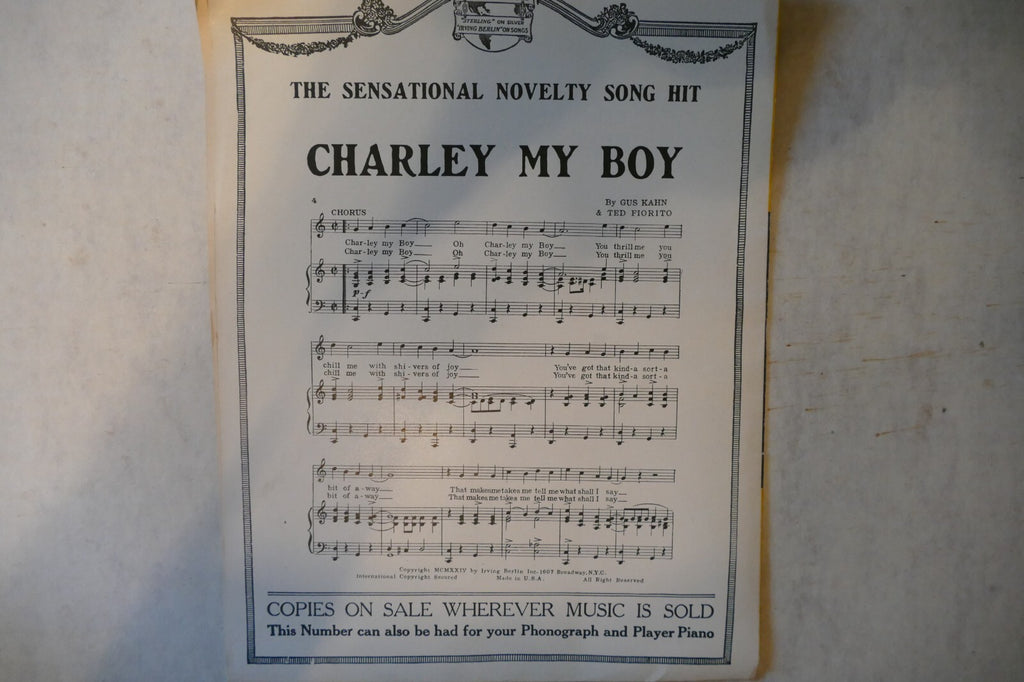 "STERLING" ON SILVER
"IRVING BERLIN" ON SONGS
THE SENSATIONAL NOVELTY SONG HIT
CHARLEY MY BOY
4
By GUS KAHN
& TED FIORITO
CHORUS
Char-ley my Boy Oh Char-ley my Boy You thrill me you
Char-ley my Boy Oh Char-ley my Boy You thrill me you
p-f
chill me with shi-vers of joy You've got that kind-a sort-a
chill me with shi-vers of joy You've got that kind-a sort-a
bit of a-way That makes me takes me tell me what shall I say
bit of a-way That makes me takes me tell me what shall I say
Copyright MCMXXIV by Irving Berlin Inc. 1607 Broadway, N.Y.C.
International Copyright Secured Made in U.S.A. All Right Reserved
COPIES ON SALE WHEREVER MUSIC IS SOLD
This Number can also be had for your Phonograph and Player Piano